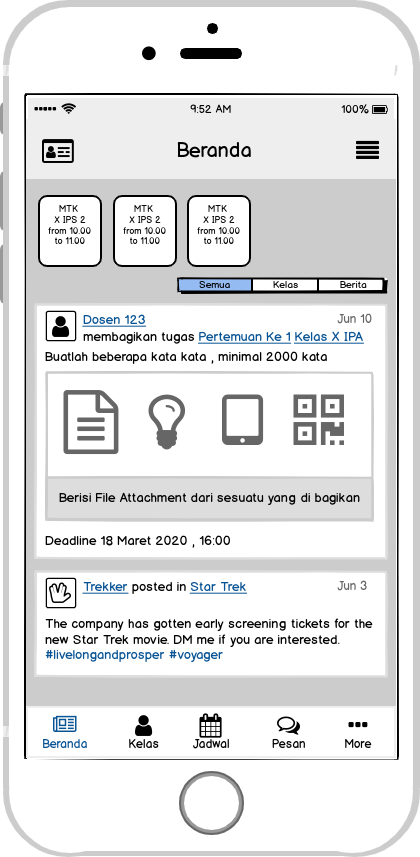 9:52 AM
100%
Beranda
MTK
X IPS 2
from 10.00
to 11.00
MTK
X IPS 2
from 10.00
to 11.00
MTK
X IPS 2
from 10.00
to 11.00
Semua Kelas Berita
Dosen 123 Jun 10
membagikan tugas Pertemuan Ke 1 Kelas X IPA
Buatlah beberapa kata kata , minimal 2000 kata
Berisi File Attachment dari sesuatu yang di bagikan
Deadline 18 Maret 2020 , 16:00
Trekker posted in Star Trek Jun 3
The company has gotten early screening tickets for the
new Star Trek movie. DM me if you are interested.
#livelongandprosper #voyager
Beranda Kelas Jadwal Pesan More